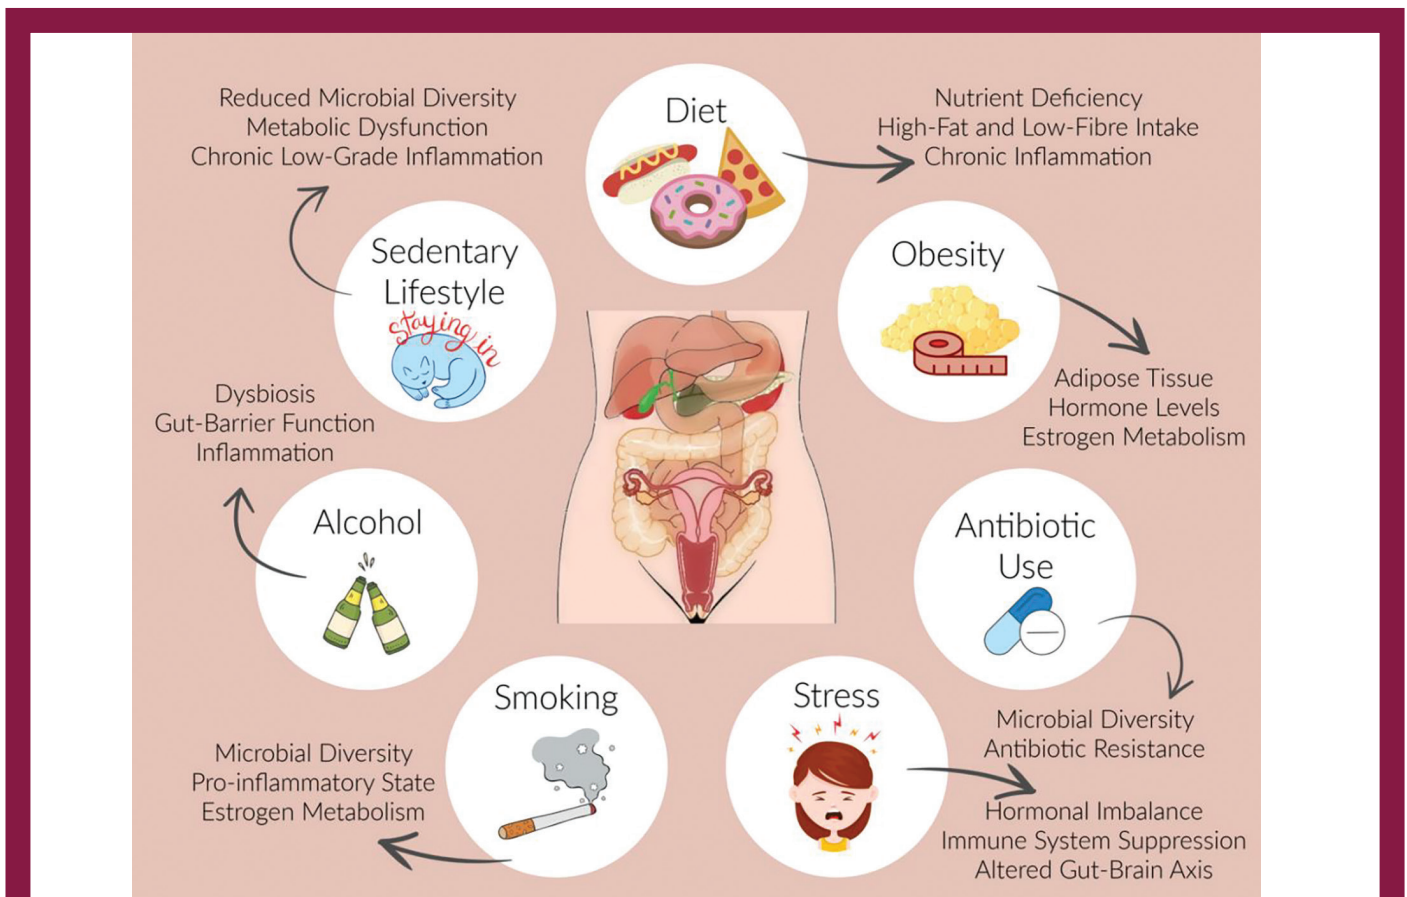 Diet
Nutrient Deficiency
High-Fat and Low-Fibre Intake
Chronic Inflammation
Reduced Microbial Diversity
Metabolic Dysfunction
Chronic Low-Grade Inflammation
Sedentary
Lifestyle
Staying in
Obesity
Adipose Tissue
Hormone Levels
Estrogen Metabolism
Dysbiosis
Gut-Barrier Function
Inflammation
Alcohol
Antibiotic
Use
Microbial Diversity
Antibiotic Resistance
Smoking
Microbial Diversity
Pro-inflammatory State
Estrogen Metabolism
Stress
Hormonal Imbalance
Immune System Suppression
Altered Gut-Brain Axis